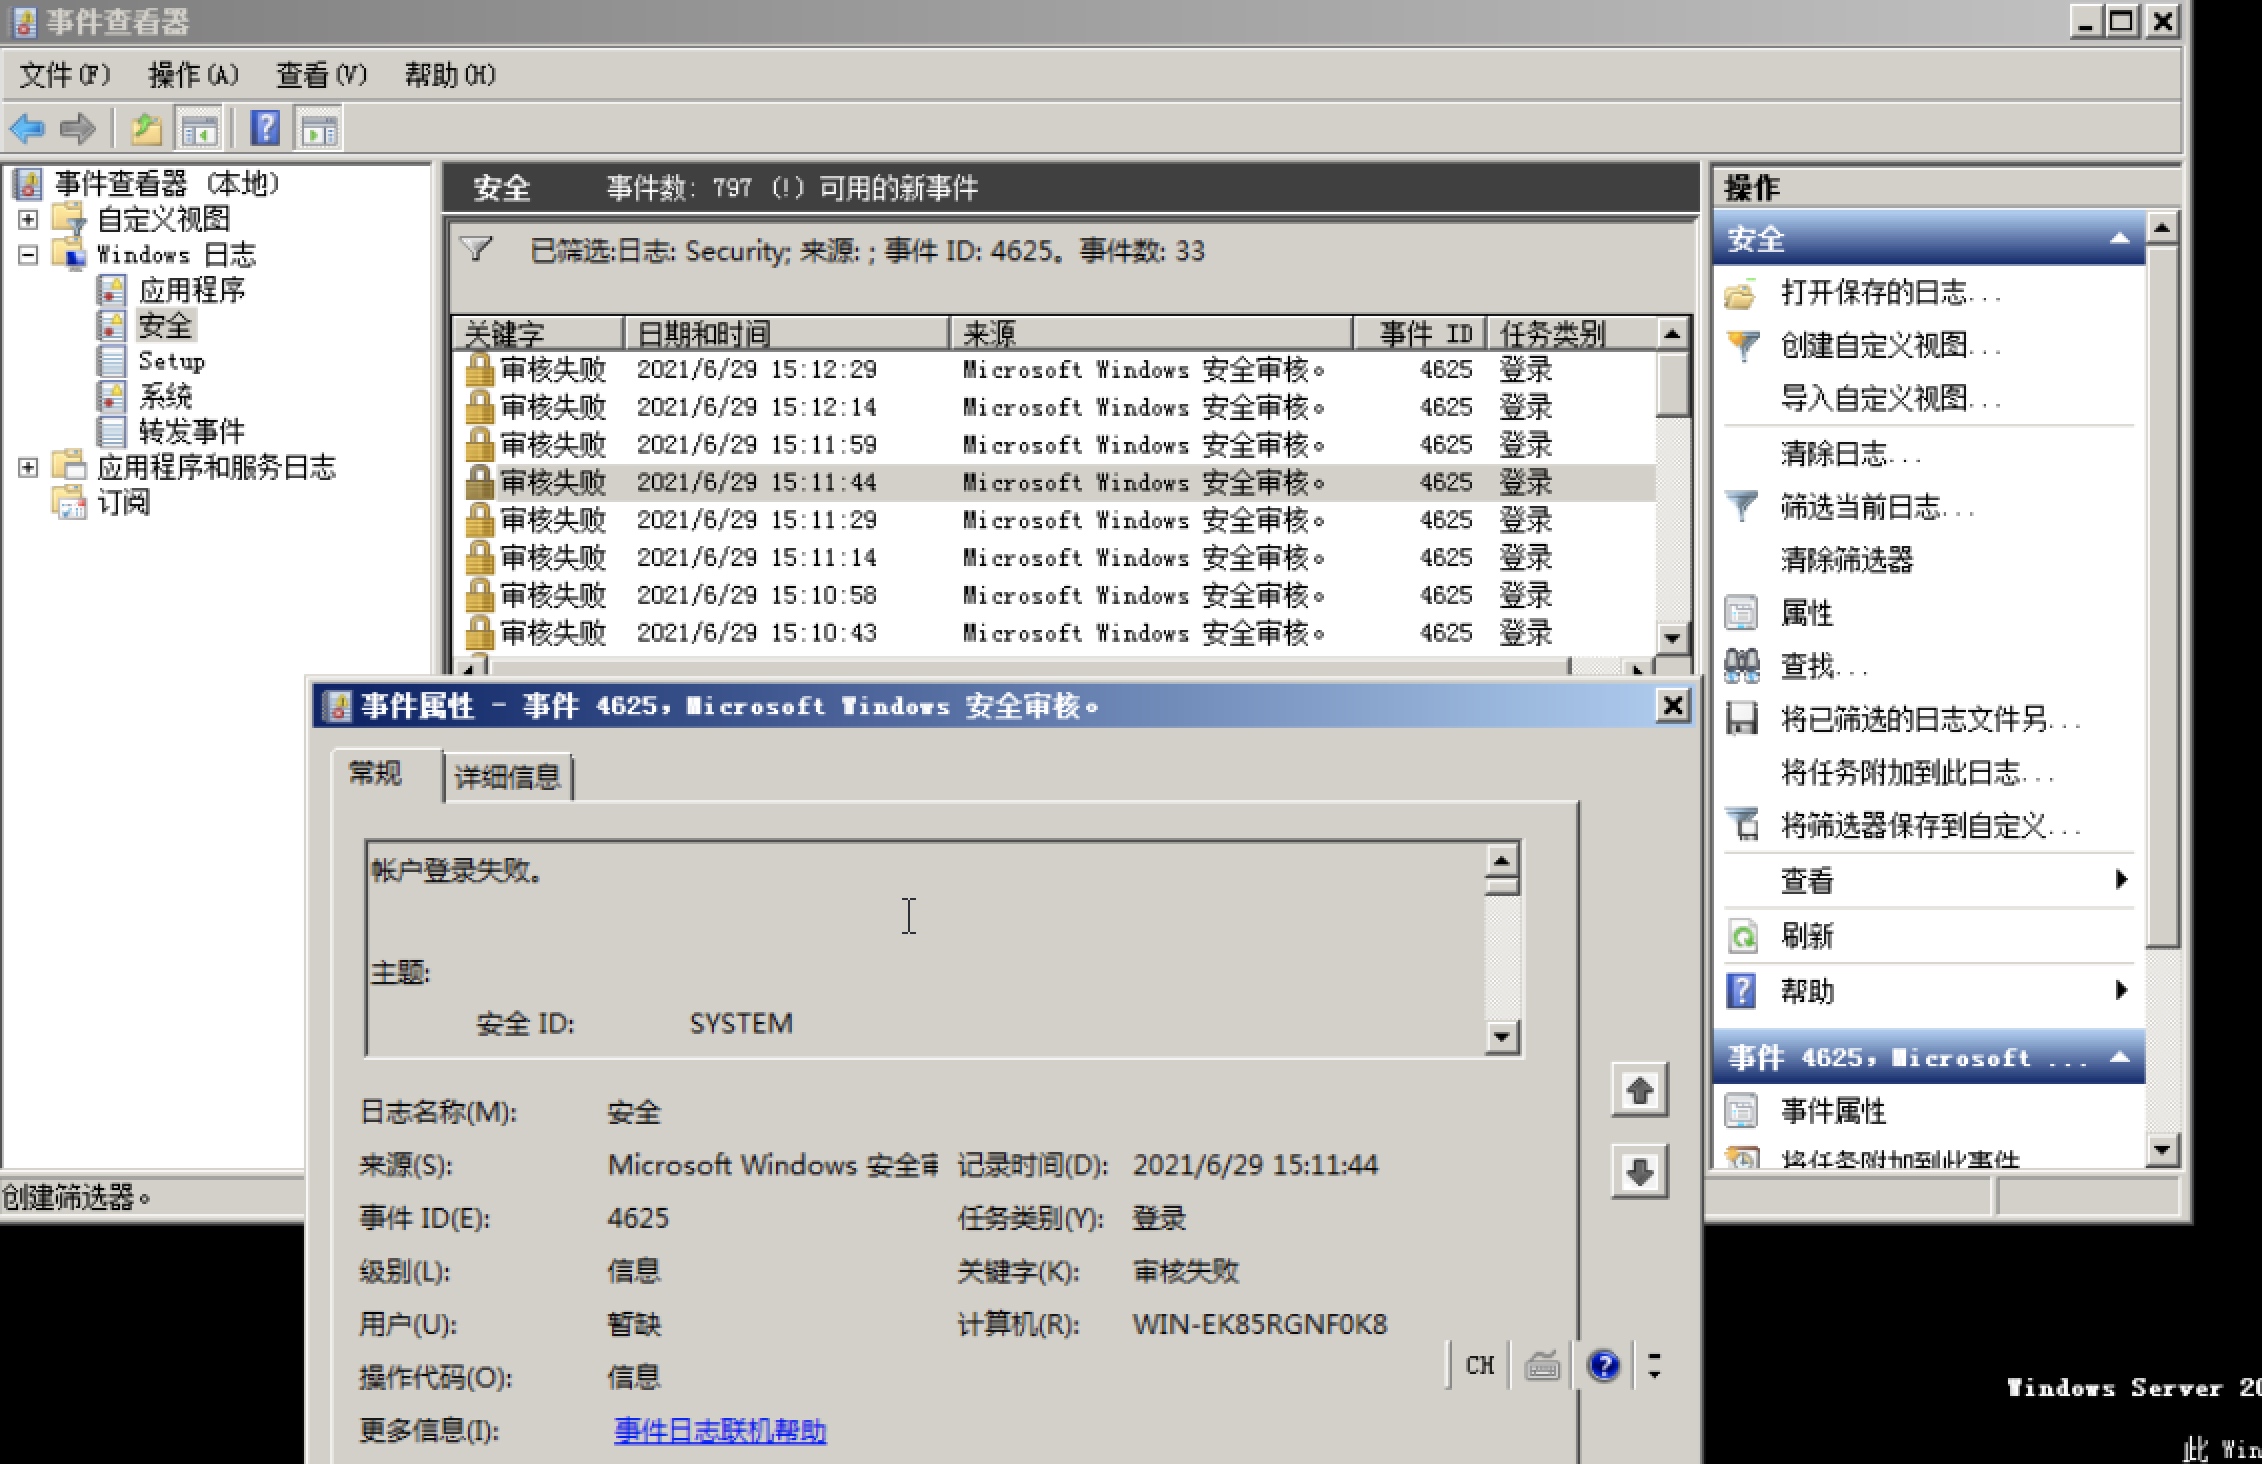 事件查看器
文件(F) 操作(A) 查看(V) 帮助(H)
事件查看器 (本地)
自定义视图
Windows 日志
应用程序
安全
Setup
系统
转发事件
应用程序和服务日志
订阅
创建筛选器。
安全 事件数: 797 (!) 可用的新事件
已筛选:日志: Security; 来源: ; 事件 ID: 4625。事件数: 33
关键字 日期和时间 来源 事件 ID 任务类别
审核失败 2021/6/29 15:12:29 Microsoft Windows 安全审核。 4625 登录
审核失败 2021/6/29 15:12:14 Microsoft Windows 安全审核。 4625 登录
审核失败 2021/6/29 15:11:59 Microsoft Windows 安全审核。 4625 登录
审核失败 2021/6/29 15:11:44 Microsoft Windows 安全审核。 4625 登录
审核失败 2021/6/29 15:11:29 Microsoft Windows 安全审核。 4625 登录
审核失败 2021/6/29 15:11:14 Microsoft Windows 安全审核。 4625 登录
审核失败 2021/6/29 15:10:58 Microsoft Windows 安全审核。 4625 登录
审核失败 2021/6/29 15:10:43 Microsoft Windows 安全审核。 4625 登录
事件属性 - 事件 4625，Microsoft Windows 安全审核。
常规 详细信息
帐户登录失败。
主题:
安全 ID: SYSTEM
日志名称(M): 安全
来源(S): Microsoft Windows 安全审 记录时间(D): 2021/6/29 15:11:44
事件 ID(E): 4625 任务类别(Y): 登录
级别(L): 信息 关键字(K): 审核失败
用户(U): 暂缺 计算机(R): WIN-EK85RGNF0K8
操作代码(O): 信息
更多信息(I): 事件日志联机帮助
CH
操作
安全
打开保存的日志...
创建自定义视图...
导入自定义视图...
清除日志...
筛选当前日志...
清除筛选器
属性
查找...
将已筛选的日志文件另...
将任务附加到此日志...
将筛选器保存到自定义...
查看
刷新
帮助
事件 4625，Microsoft ...
事件属性
将任务附加到此事件
Windows Server 20
此 Win